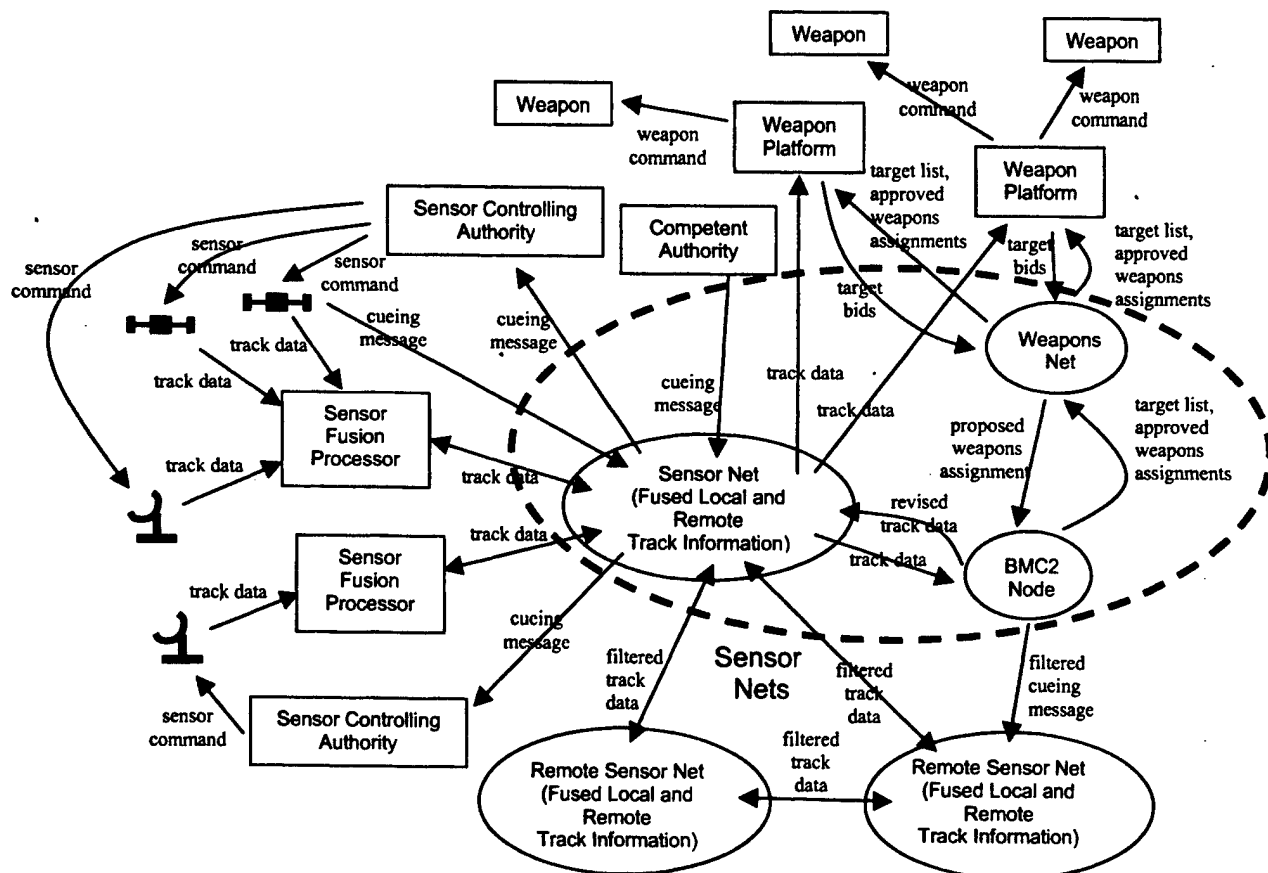 Weapon
Weapon
weapon
command
weapon
command
Weapon
weapon
command
Weapon
Platform
Weapon
Platform
target list,
approved
weapons
assignments
target
bids
target list,
approved
weapons
assignments
target
bids
Sensor Controlling
Authority
Competent
Authority
sensor
command
sensor
command
sensor
command
cueing
message
cueing
message
cueing
message
track data
track data
track data
track data
Weapons
Net
proposed
weapons
assignment
target list,
approved
weapons
assignments
Sensor
Fusion
Processor
track data
track data
Sensor Net
(Fused Local and
Remote
Track Information)
revised
track data
track data
BMC2
Node
track data
Sensor
Fusion
Processor
track data
cueing
message
sensor
command
Sensor Controlling
Authority
filtered
track
data
Sensor
Nets
filtered
track
data
filtered
cueing
message
Remote Sensor Net
(Fused Local and
Remote
Track Information)
filtered
track
data
Remote Sensor Net
(Fused Local and
Remote
Track Information)